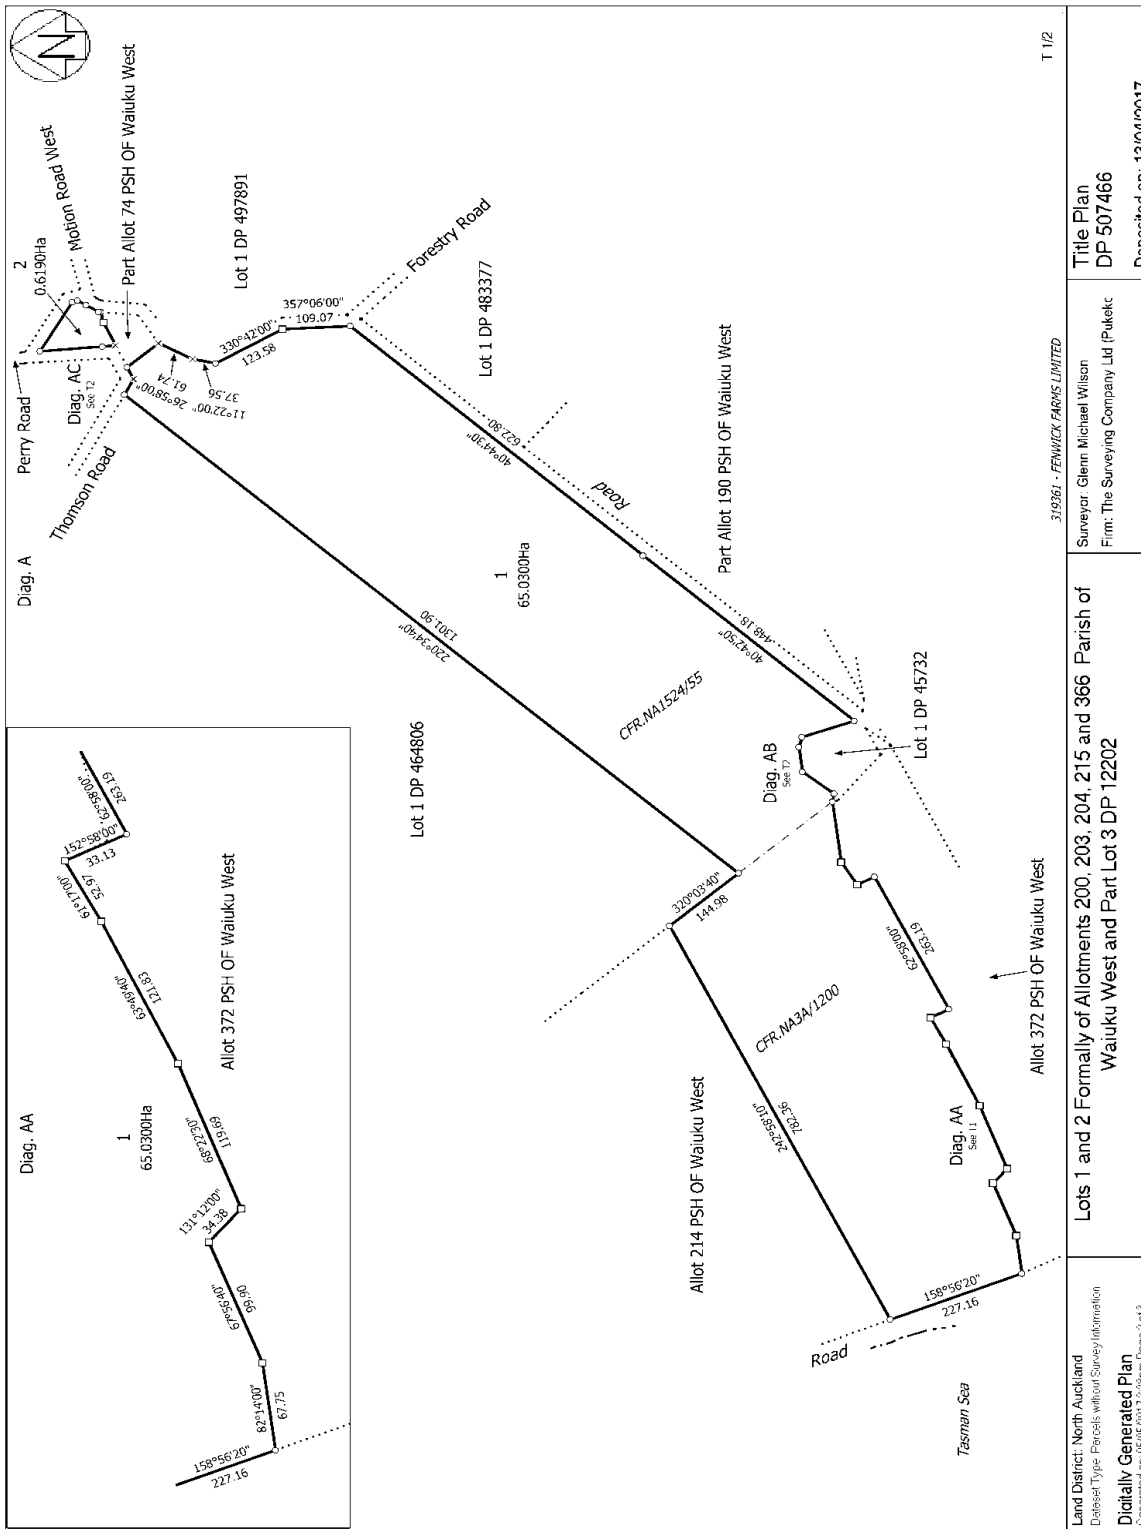 N
T 1/2
Motion Road West
Part Allot 74 PSH OF Waiuku West
2
0.6190Ha
Perry Road
Diag. AC
See T2
Thomson Road
Diag. A
Lot 1 DP 497891
Forestry Road
357°06'00"
109.07
330°42'00"
123.58
61.74
37.56
11°22'00"
26°58'00"
Lot 1 DP 483377
622.80
40°44'30"
Road
Part Allot 190 PSH OF Waiuku West
1
65.0300Ha
1301.90
220°34'40"
448.18
40°42'50"
CFR.NA1524/55
Lot 1 DP 45732
Diag. AB
See T2
Lot 1 DP 464806
320°03'40"
144.98
62°58'00"
263.19
Allot 372 PSH OF Waiuku West
CFR.NA3A/1200
242°58'10"
782.36
Allot 214 PSH OF Waiuku West
Diag. AA
See T1
158°56'20"
227.16
Road
Tasman Sea
Diag. AA
1
65.0300Ha
Allot 372 PSH OF Waiuku West
62°58'00"
263.19
152°58'00"
33.13
61°17'00"
52.97
63°49'40"
121.83
68°22'30"
119.69
131°12'00"
34.38
67°56'40"
99.90
82°14'00"
67.75
158°56'20"
227.16
319361 - FENWICK FARMS LIMITED
Land District: North Auckland
Dataset Type: Parcels without Survey Information
Digitally Generated Plan
Lots 1 and 2 Formally of Allotments 200, 203, 204, 215 and 366 Parish of
Waiuku West and Part Lot 3 DP 12202
Surveyor: Glenn Michael Wilson
Firm: The Surveying Company Ltd (Pukekc
Title Plan
DP 507466
Deposited on: 13/04/2017